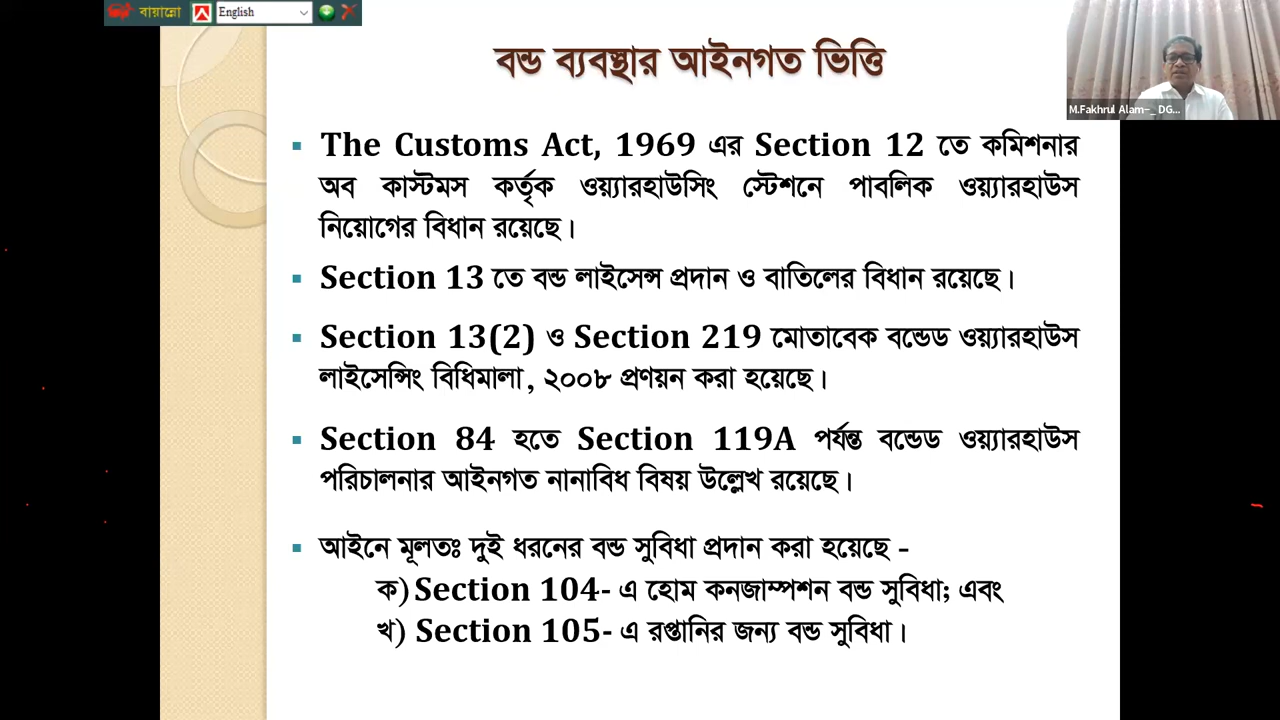 বায়ান্নো
English
বন্ড ব্যবস্থার আইনগত ভিত্তি
M.Fakhrul Alam-_ DG...
The Customs Act, 1969 এর Section 12 তে কমিশনার
অব কাস্টমস কর্তৃক ওয়্যারহাউসিং স্টেশনে পাবলিক ওয়্যারহাউস
নিয়োগের বিধান রয়েছে।
Section 13 তে বন্ড লাইসেন্স প্রদান ও বাতিলের বিধান রয়েছে।
Section 13(2) ও Section 219 মোতাবেক বন্ডেড ওয়্যারহাউস
লাইসেন্সিং বিধিমালা, ২০০৮ প্রণয়ন করা হয়েছে।
Section 84 হতে Section 119A পর্যন্ত বন্ডেড ওয়্যারহাউস
পরিচালনার আইনগত নানাবিধ বিষয় উল্লেখ রয়েছে।
আইনে মূলতঃ দুই ধরনের বন্ড সুবিধা প্রদান করা হয়েছে -
ক) Section 104- এ হোম কনজাম্পশন বন্ড সুবিধা; এবং
খ) Section 105- এ রপ্তানির জন্য বন্ড সুবিধা।